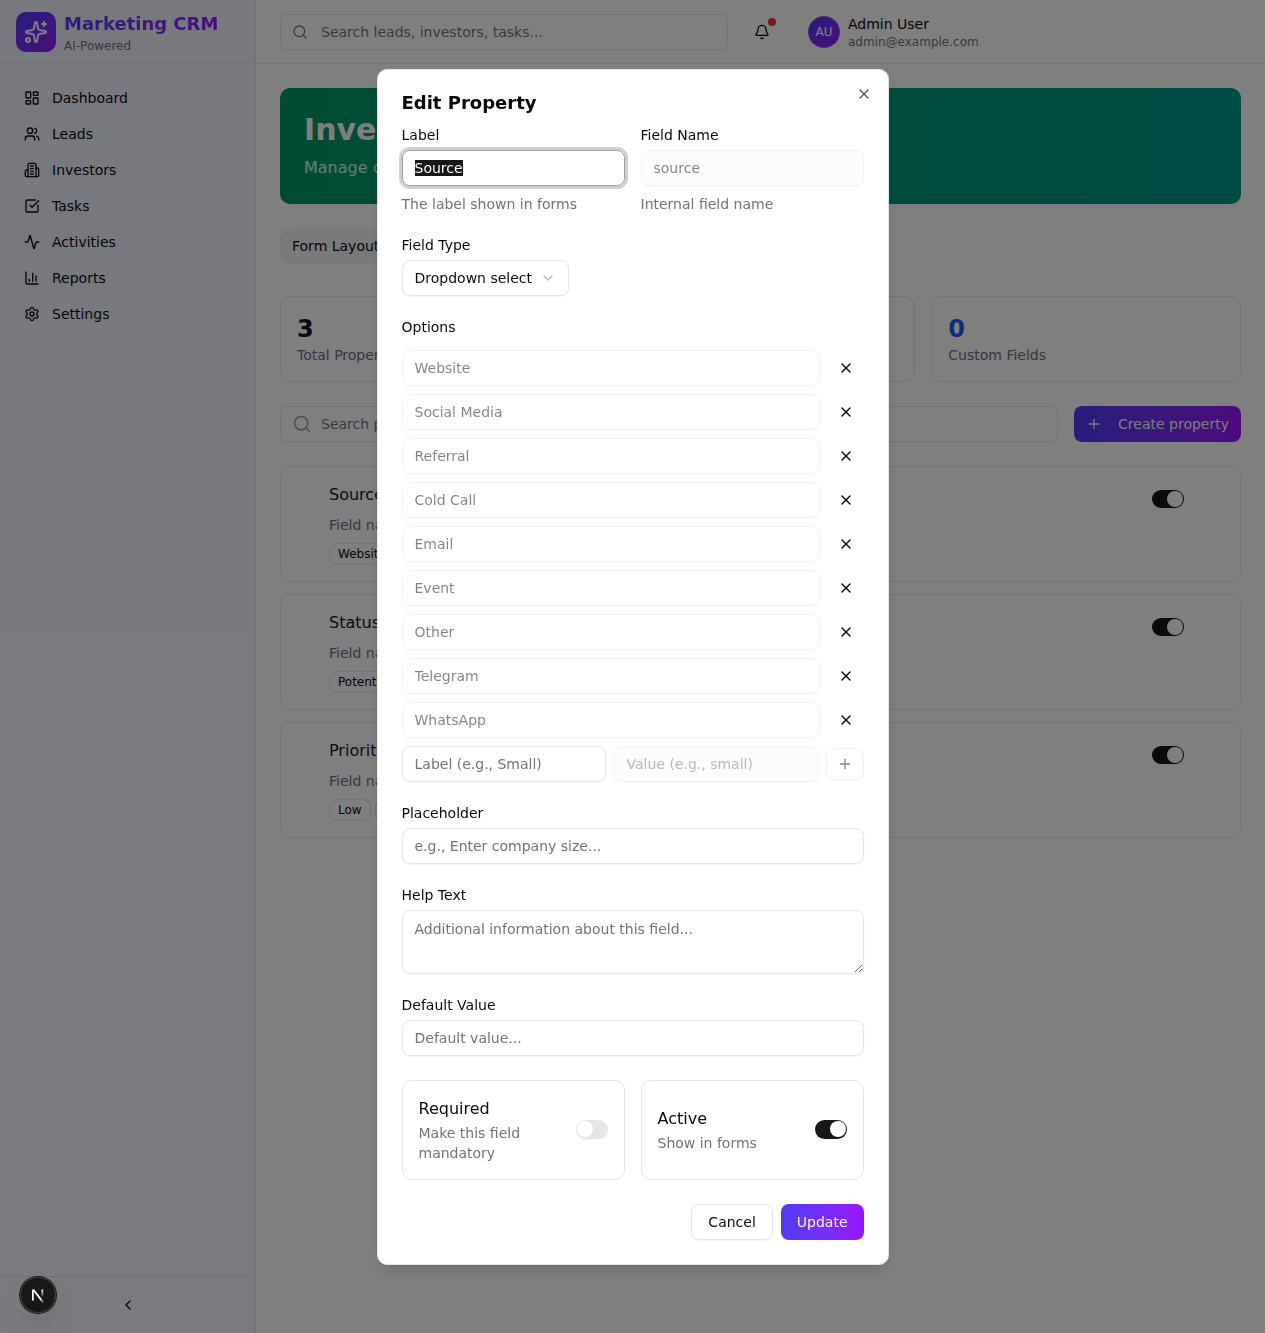 Marketing CRM
AI-Powered
Search leads, investors, tasks...
AU
Admin User
admin@example.com
Dashboard
Leads
Investors
Tasks
Activities
Reports
Settings
Inve
Manage
Form Layout
3
Total Proper
0
Custom Fields
Search
Create property
Source
Field na
Websit
Status
Field na
Potent
Priorit
Field na
Low
Edit Property
Label
Field Name
Source
source
The label shown in forms
Internal field name
Field Type
Dropdown select
Options
Website
Social Media
Referral
Cold Call
Email
Event
Other
Telegram
WhatsApp
Label (e.g., Small)
Value (e.g., small)
Placeholder
e.g., Enter company size...
Help Text
Additional information about this field...
Default Value
Default value...
Required
Make this field
mandatory
Active
Show in forms
Cancel
Update
N